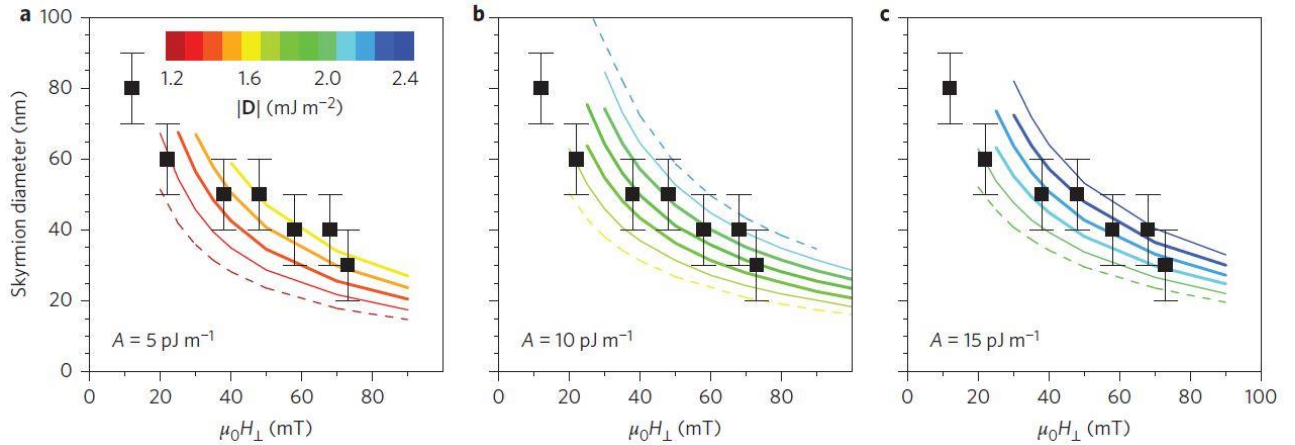 a
b
c
1.2 1.6 2.0 2.4
|D| (mJ m−2)
Skyrmion diameter (nm)
100
80
60
40
20
0
A = 5 pJ m−1
A = 10 pJ m−1
A = 15 pJ m−1
0 20 40 60 80
0 20 40 60 80
0 20 40 60 80 100
μ0H⊥ (mT)
μ0H⊥ (mT)
μ0H⊥ (mT)